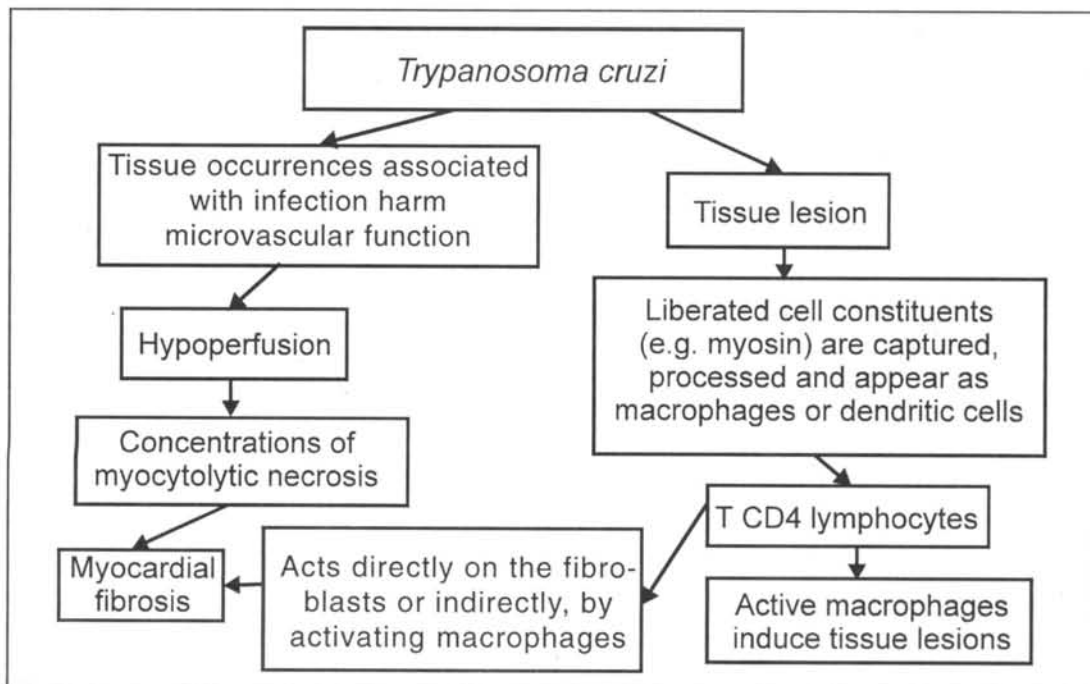 Trypanosoma cruzi
Tissue occurrences associated
with infection harm
microvascular function
Tissue lesion
Hypoperfusion
Liberated cell constituents
(e.g. myosin) are captured,
processed and appear as
macrophages or dendritic cells
Concentrations of
myocytolytic necrosis
T CD4 lymphocytes
Myocardial
fibrosis
Acts directly on the fibro-
blasts or indirectly, by
activating macrophages
Active macrophages
induce tissue lesions